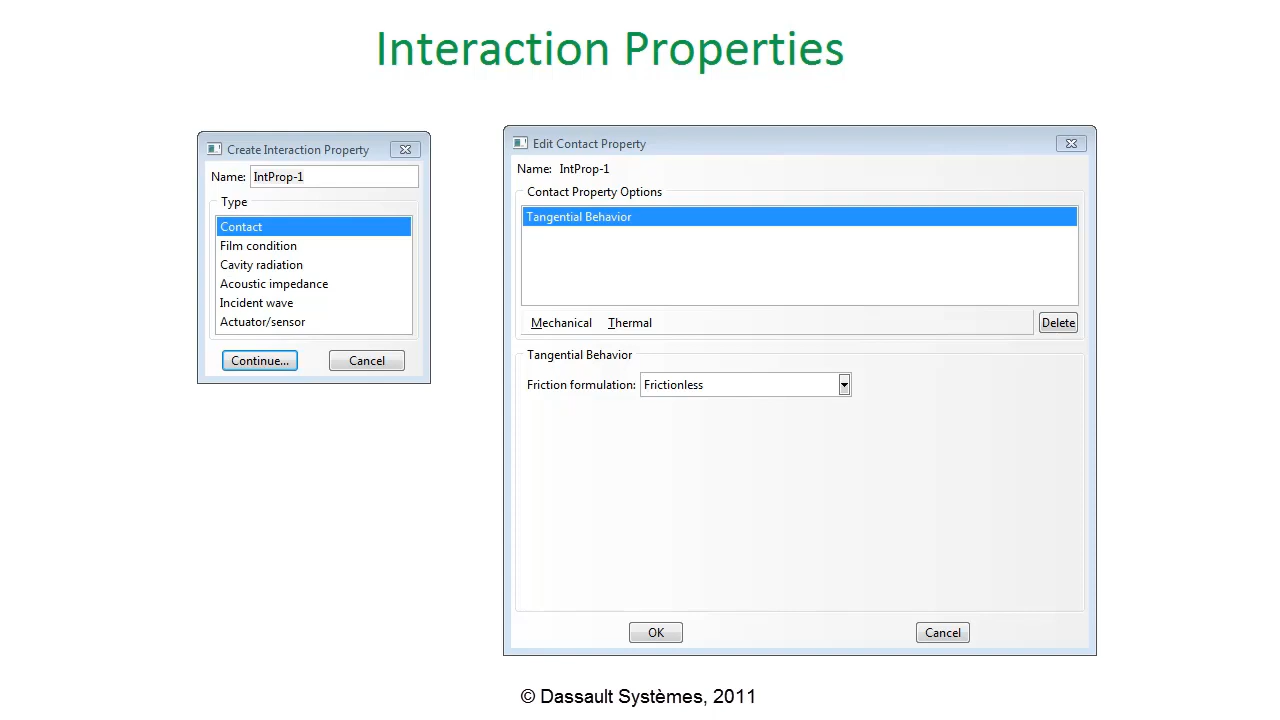 Interaction Properties
Create Interaction Property
Name: IntProp-1
Type
Contact
Film condition
Cavity radiation
Acoustic impedance
Incident wave
Actuator/sensor
Continue... Cancel
Edit Contact Property
Name: IntProp-1
Contact Property Options
Tangential Behavior
Mechanical Thermal Delete
Tangential Behavior
Friction formulation: Frictionless
OK Cancel
© Dassault Systèmes, 2011